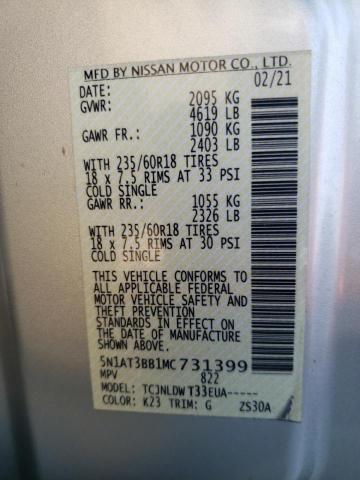 MFD BY NISSAN MOTOR CO., LTD.
DATE: 02/21
GVWR: 2095 KG
4619 LB
GAWR FR.: 1090 KG
2403 LB
WITH 235/60R18 TIRES
18 x 7.5 RIMS AT 33 PSI
COLD SINGLE
GAWR RR.: 1055 KG
2326 LB
WITH 235/60R18 TIRES
18 x 7.5 RIMS AT 30 PSI
COLD SINGLE
THIS VEHICLE CONFORMS TO
ALL APPLICABLE FEDERAL
MOTOR VEHICLE SAFETY AND
THEFT PREVENTION
STANDARDS IN EFFECT ON
THE DATE OF MANUFACTURE
SHOWN ABOVE.
5N1AT3BB1MC731399
MPV 822
MODEL: TCJNLDWT33EUA-----
COLOR: K23 TRIM: G ZS30A